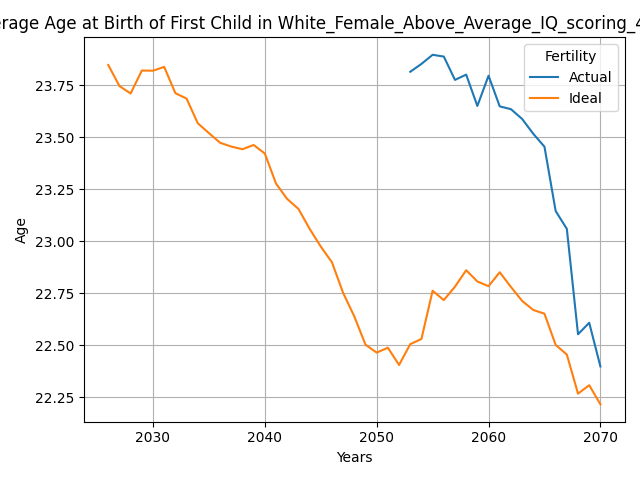 erage Age at Birth of First Child in White_Female_Above_Average_IQ_scoring_4
Fertility
Actual
Ideal
Age
23.75
23.50
23.25
23.00
22.75
22.50
22.25
2030 2040 2050 2060 2070
Years